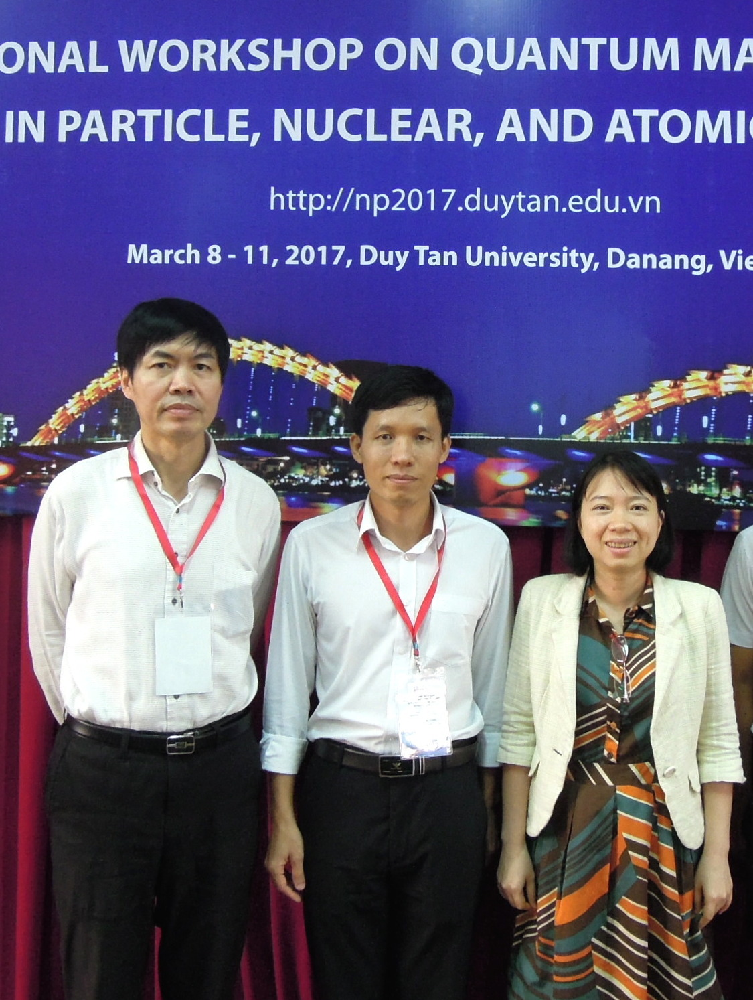 ONAL WORKSHOP ON QUANTUM MA
IN PARTICLE, NUCLEAR, AND ATOMIC
http://np2017.duytan.edu.vn
March 8 - 11, 2017, Duy Tan University, Danang, Vie